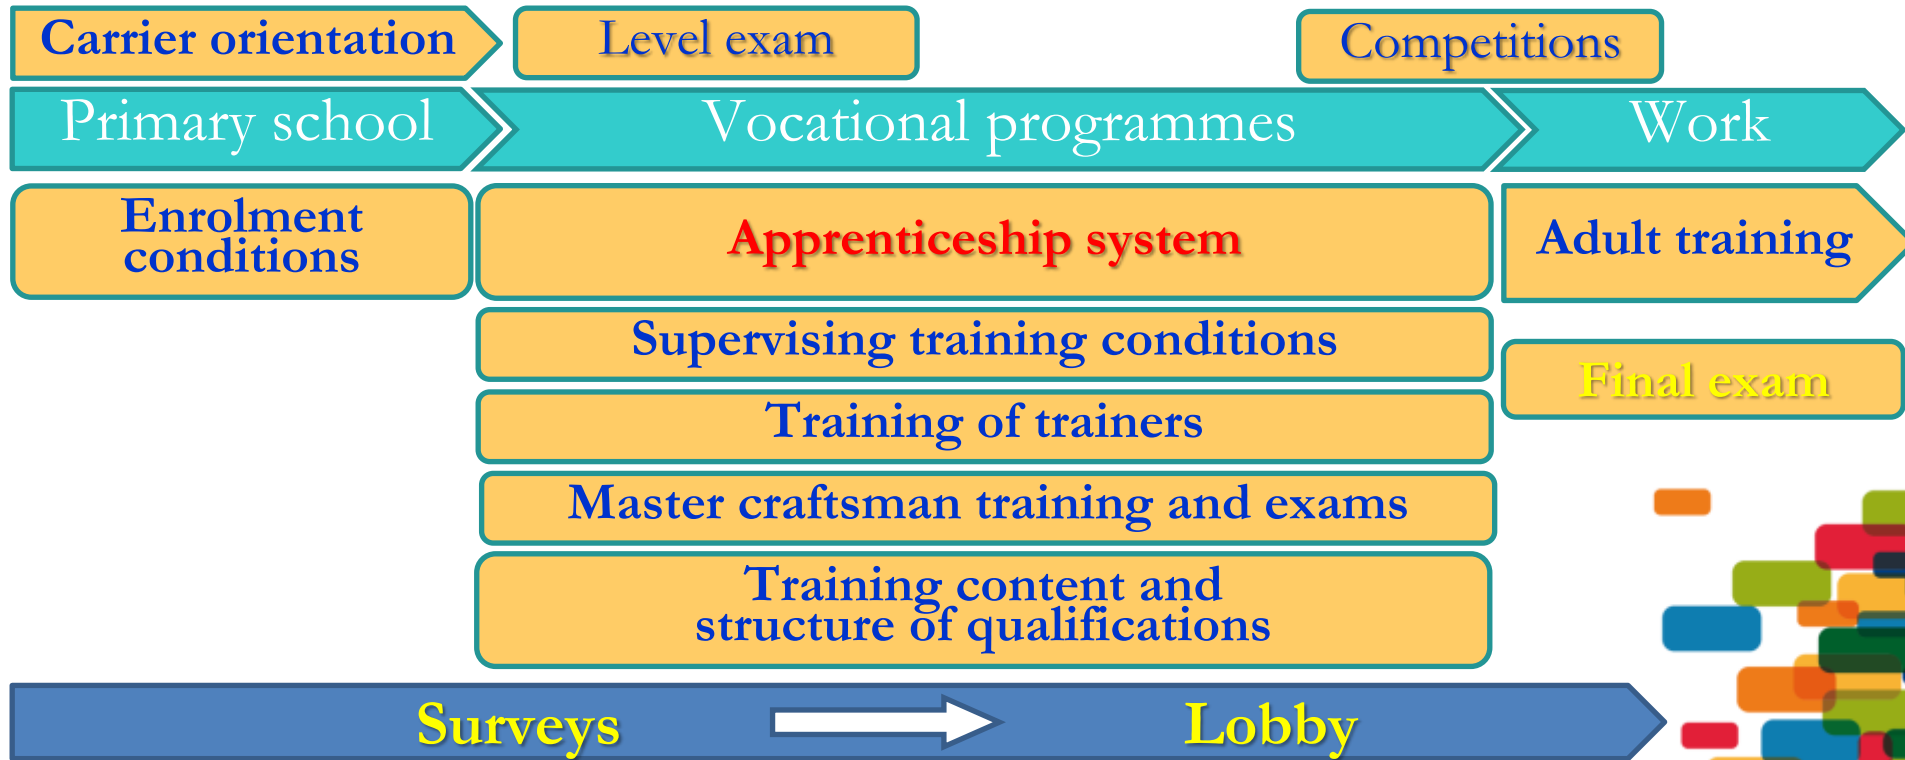 Carrier orientation
Level exam
Competitions
Primary school
Vocational programmes
Work
Enrolment
conditions
Apprenticeship system
Adult training
Supervising training conditions
Final exam
Training of trainers
Master craftsman training and exams
Training content and
structure of qualifications
Surveys
Lobby